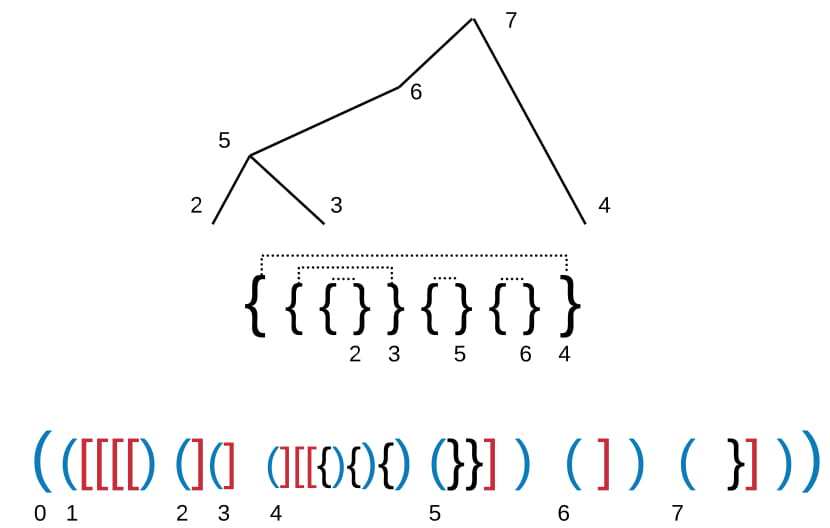 7
6
5
2 3 4
{ { { } } { } { } }
2 3 5 6 4
(([[[[) (](] (][[{){){) (}}] ) ( ] ) ( }] ))
0 1 2 3 4 5 6 7